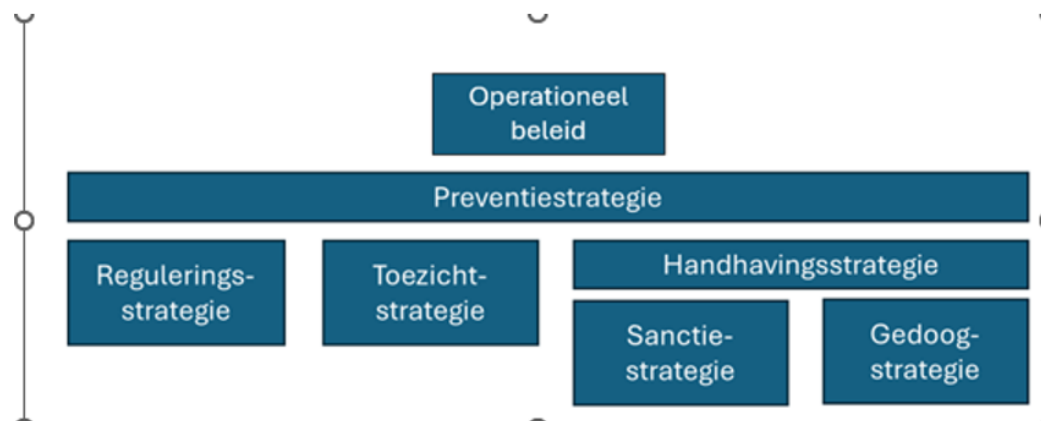 Operationeel
beleid
Preventiestrategie
Regulerings-
strategie
Toezicht-
strategie
Handhavingsstrategie
Sanctie-
strategie
Gedoog-
strategie